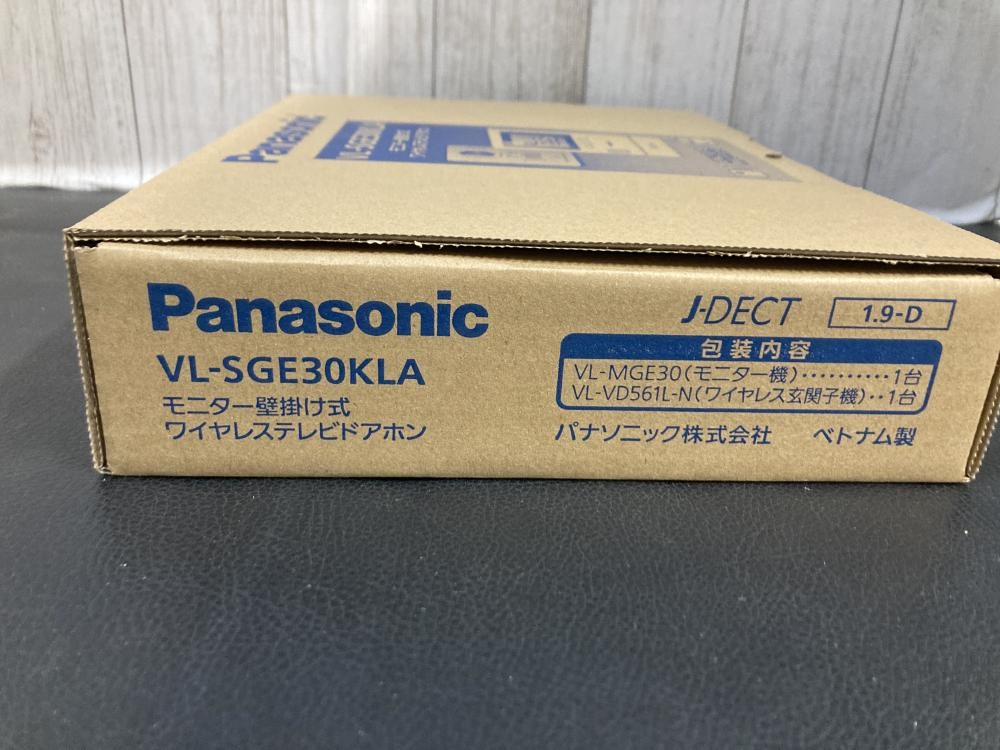 Panasonic
VL-SGE30KLA
Panasonic
VL-SGE30KLA
モニター壁掛け式
ワイヤレステレビドアホン
J-DECT
1.9-D
包装内容
VL-MGE30(モニター機)‥‥‥‥‥1台
VL-VD561L-N(ワイヤレス玄関子機)‥1台
パナソニック株式会社 ベトナム製